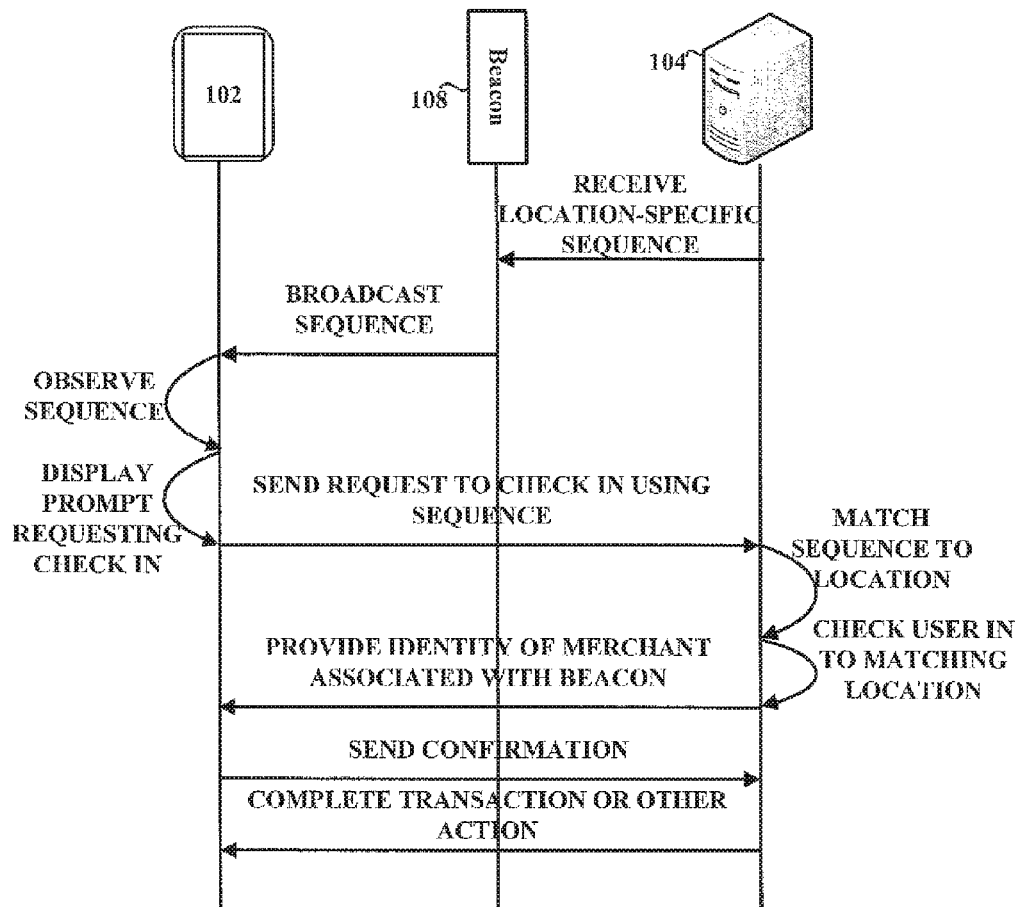 102
108
Beacon
104
RECEIVE
LOCATION-SPECIFIC
SEQUENCE
BROADCAST
SEQUENCE
OBSERVE
SEQUENCE
DISPLAY
PROMPT
REQUESTING
CHECK IN
SEND REQUEST TO CHECK IN USING
SEQUENCE
MATCH
SEQUENCE TO
LOCATION
CHECK USER IN
TO MATCHING
LOCATION
PROVIDE IDENTITY OF MERCHANT
ASSOCIATED WITH BEACON
SEND CONFIRMATION
COMPLETE TRANSACTION OR OTHER
ACTION